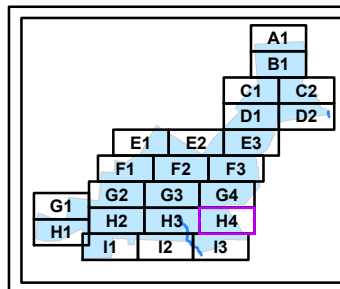 A1
B1
C1 C2
D1 D2
E1 E2 E3
F1 F2 F3
G1 G2 G3 G4
H1 H2 H3 H4
I1 I2 I3